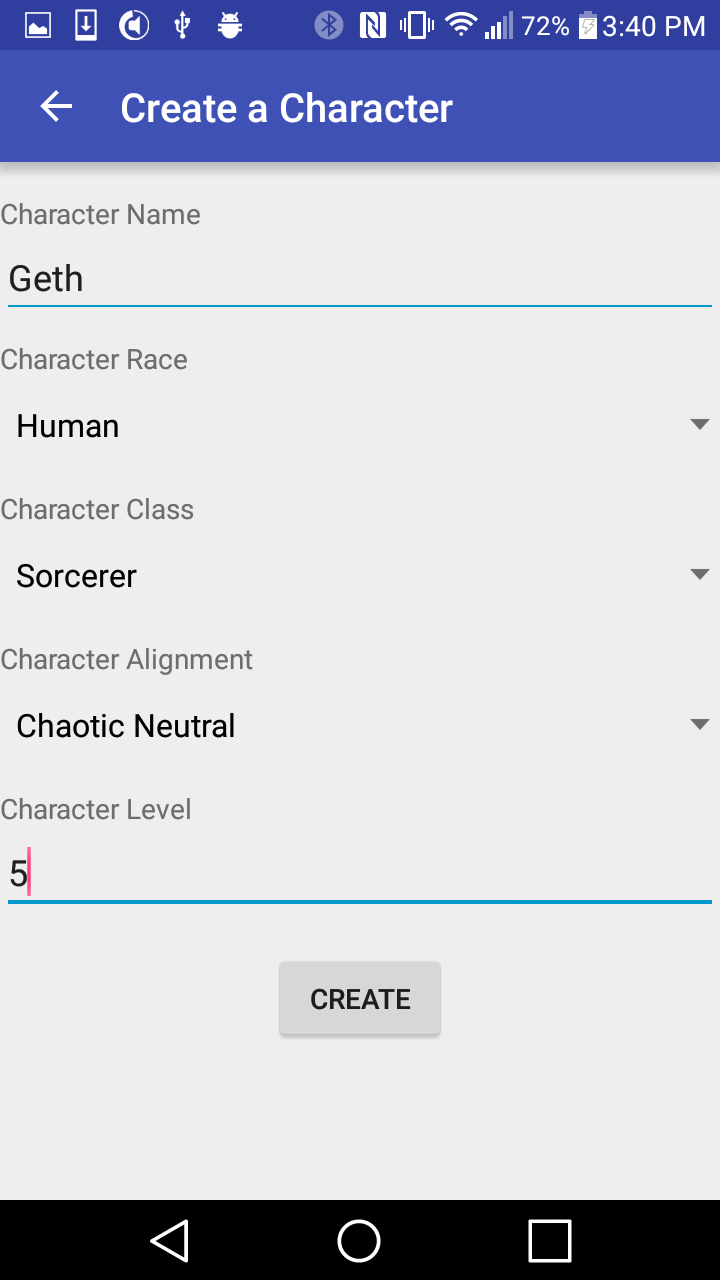 72% 3:40 PM
Create a Character
Character Name
Geth
Character Race
Human
Character Class
Sorcerer
Character Alignment
Chaotic Neutral
Character Level
5
CREATE